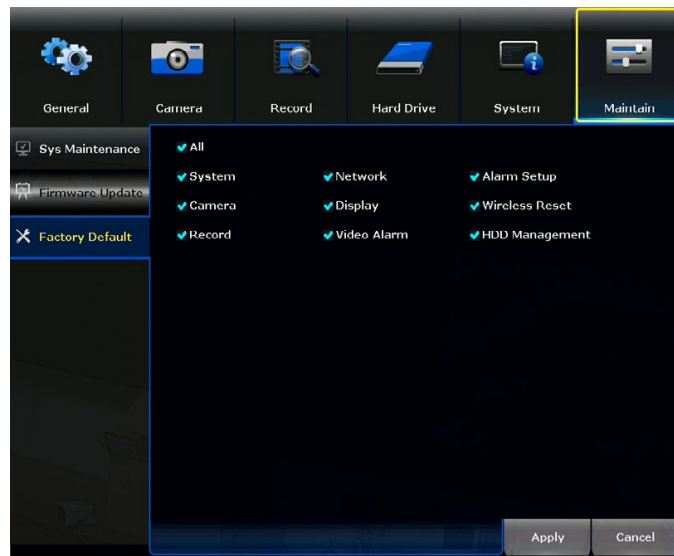 General Camera Record Hard Drive System Maintain
Sys Maintenance
All
System Network Alarm Setup
Firmware Update
Camera Display Wireless Reset
Factory Default
Record Video Alarm HDD Management
Apply Cancel